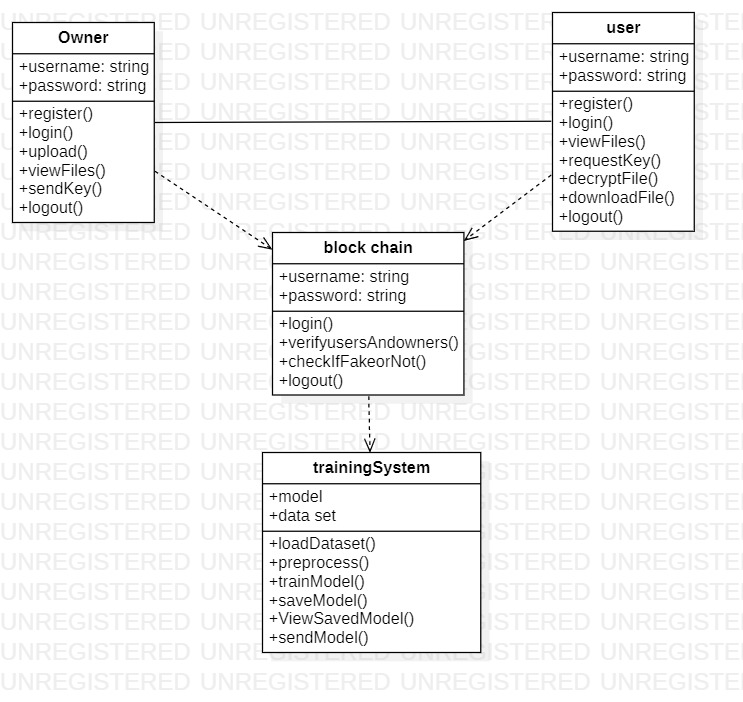 Owner
+username: string
+password: string
+register()
+login()
+upload()
+viewFiles()
+sendKey()
+logout()
user
+username: string
+password: string
+register()
+login()
+viewFiles()
+requestKey()
+decryptFile()
+downloadFile()
+logout()
block chain
+username: string
+password: string
+login()
+verifyusersAndowners()
+checkIfFakeorNot()
+logout()
trainingSystem
+model
+data set
+loadDataset()
+preprocess()
+trainModel()
+saveModel()
+ViewSavedModel()
+sendModel()
UNREGISTERED